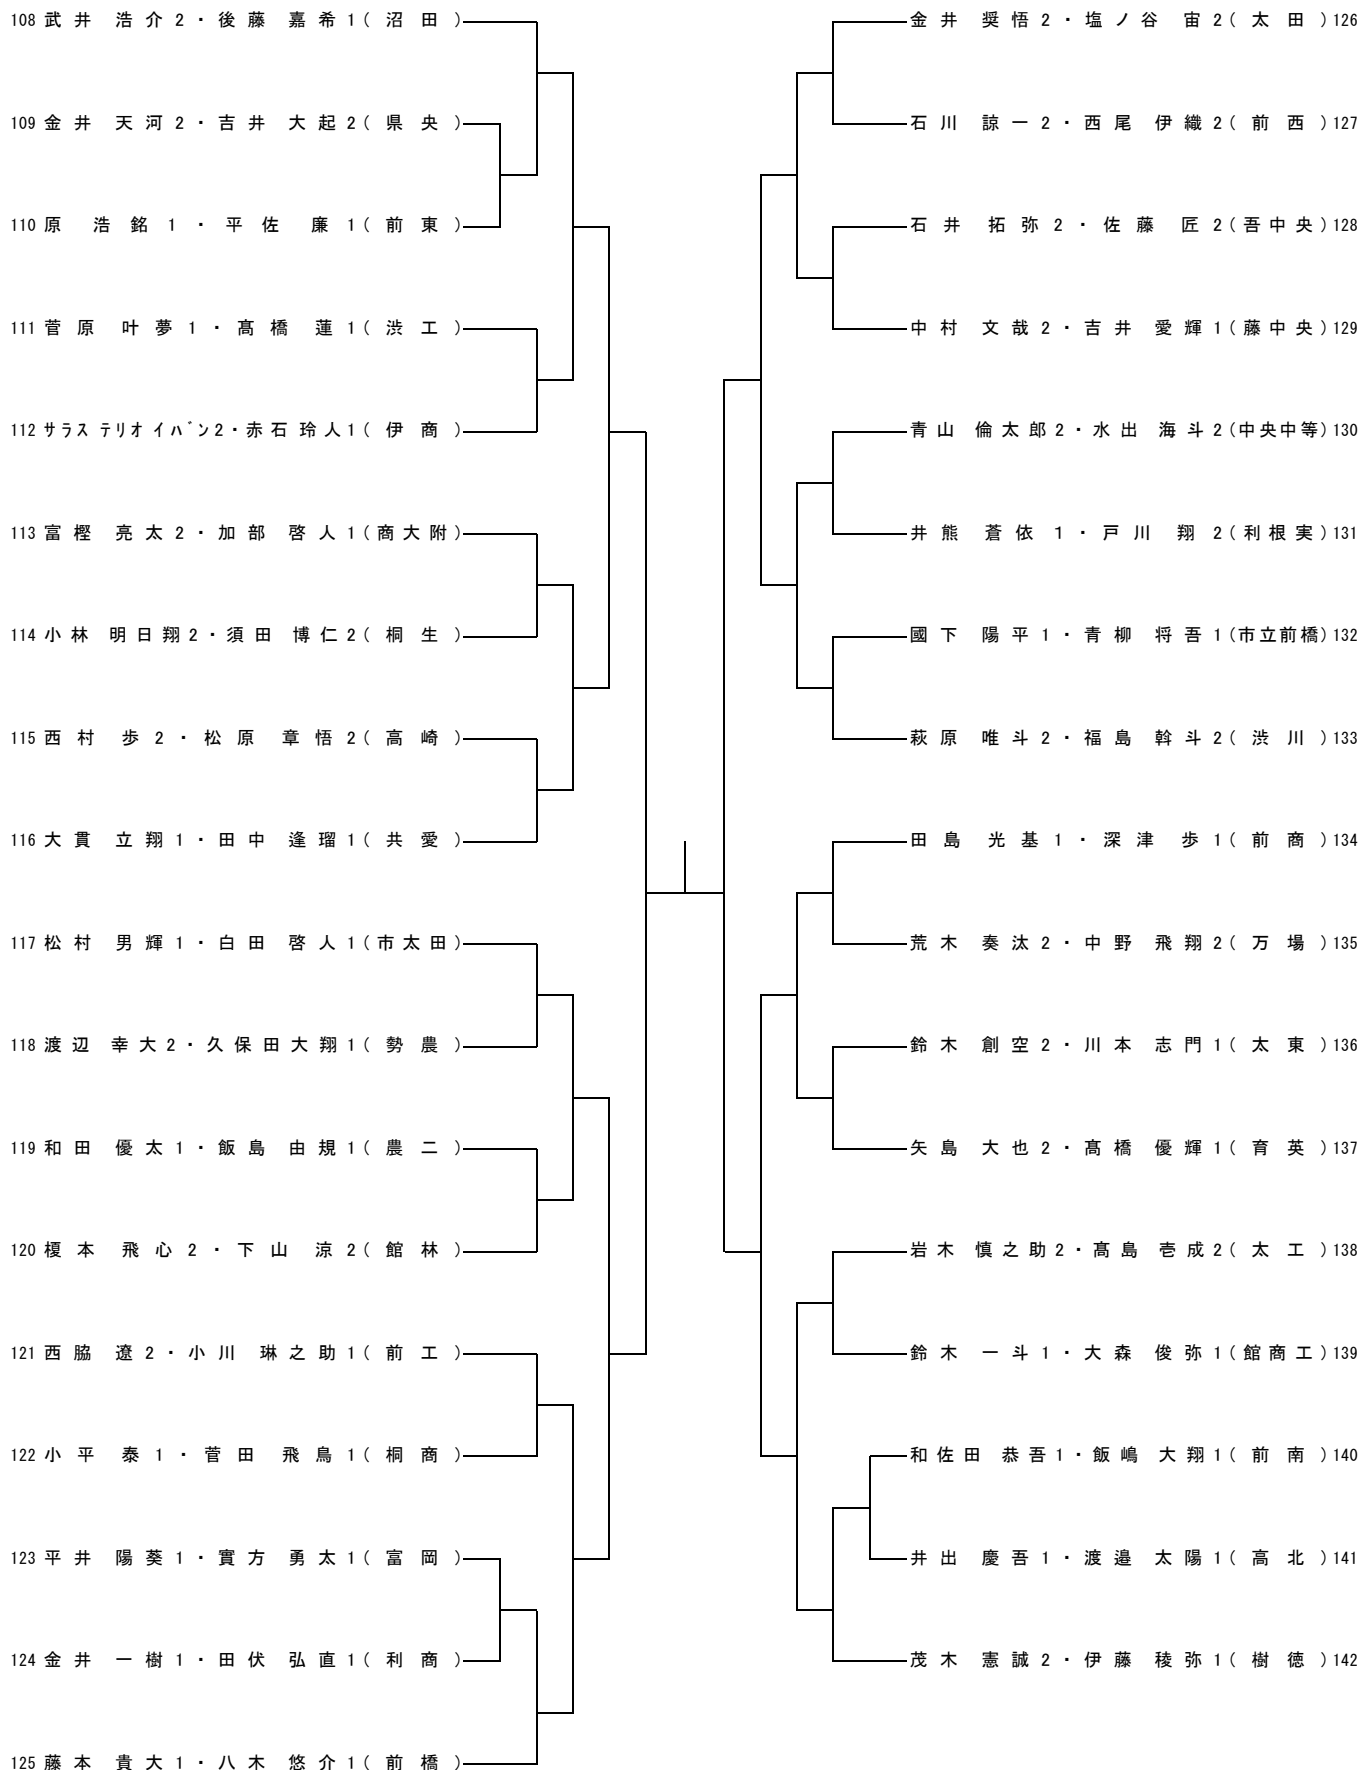 108 武井 浩介2・後藤 嘉希1(沼田)
109 金井 天河2・吉井 大起2(県央)
110 原 浩銘1・平佐 廉1(前東)
111 菅原 叶夢1・髙橋 蓮1(渋工)
112 サラス テリオ イバン2・赤石 玲人1(伊商)
113 富樫 亮太2・加部 啓人1(商大附)
114 小林 明日翔2・須田 博仁2(桐生)
115 西村 歩2・松原 章悟2(高崎)
116 大貫 立翔1・田中 逢瑠1(共愛)
117 松村 男輝1・白田 啓人1(市太田)
118 渡辺 幸大2・久保田大翔1(勢農)
119 和田 優太1・飯島 由規1(農二)
120 榎本 飛心2・下山 涼2(館林)
121 西脇 遼2・小川 琳之助1(前工)
122 小平 泰1・菅田 飛鳥1(桐商)
123 平井 陽葵1・實方 勇太1(富岡)
124 金井 一樹1・田伏 弘直1(利商)
125 藤本 貴大1・八木 悠介1(前橋)
金井 奨悟2・塩ノ谷 宙2(太田)126
石川 諒一2・西尾 伊織2(前西)127
石井 拓弥2・佐藤 匠2(吾中央)128
中村 文哉2・吉井 愛輝1(藤中央)129
青山 倫太郎2・水出 海斗2(中央中等)130
井熊 蒼依1・戸川 翔2(利根実)131
國下 陽平1・青柳 将吾1(市立前橋)132
萩原 唯斗2・福島 斡斗2(渋川)133
田島 光基1・深津 歩1(前商)134
荒木 奏汰2・中野 飛翔2(万場)135
鈴木 創空2・川本 志門1(太東)136
矢島 大也2・髙橋 優輝1(育英)137
岩木 慎之助2・髙島 壱成2(太工)138
鈴木 一斗1・大森 俊弥1(館商工)139
和佐田 恭吾1・飯嶋 大翔1(前南)140
井出 慶吾1・渡邉 太陽1(高北)141
茂木 憲誠2・伊藤 稜弥1(樹徳)142